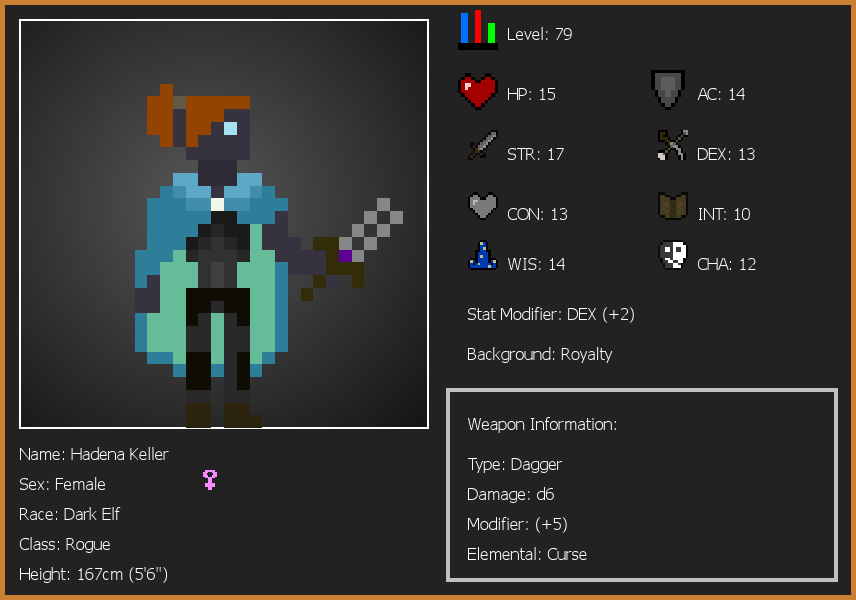 Level: 79
HP: 15
AC: 14
STR: 17
DEX: 13
CON: 13
INT: 10
WIS: 14
CHA: 12
Stat Modifier: DEX (+2)
Background: Royalty
Weapon Information:
Type: Dagger
Damage: d6
Modifier: (+5)
Elemental: Curse
Name: Hadena Keller
Sex: Female
Race: Dark Elf
Class: Rogue
Height: 167cm (5'6")